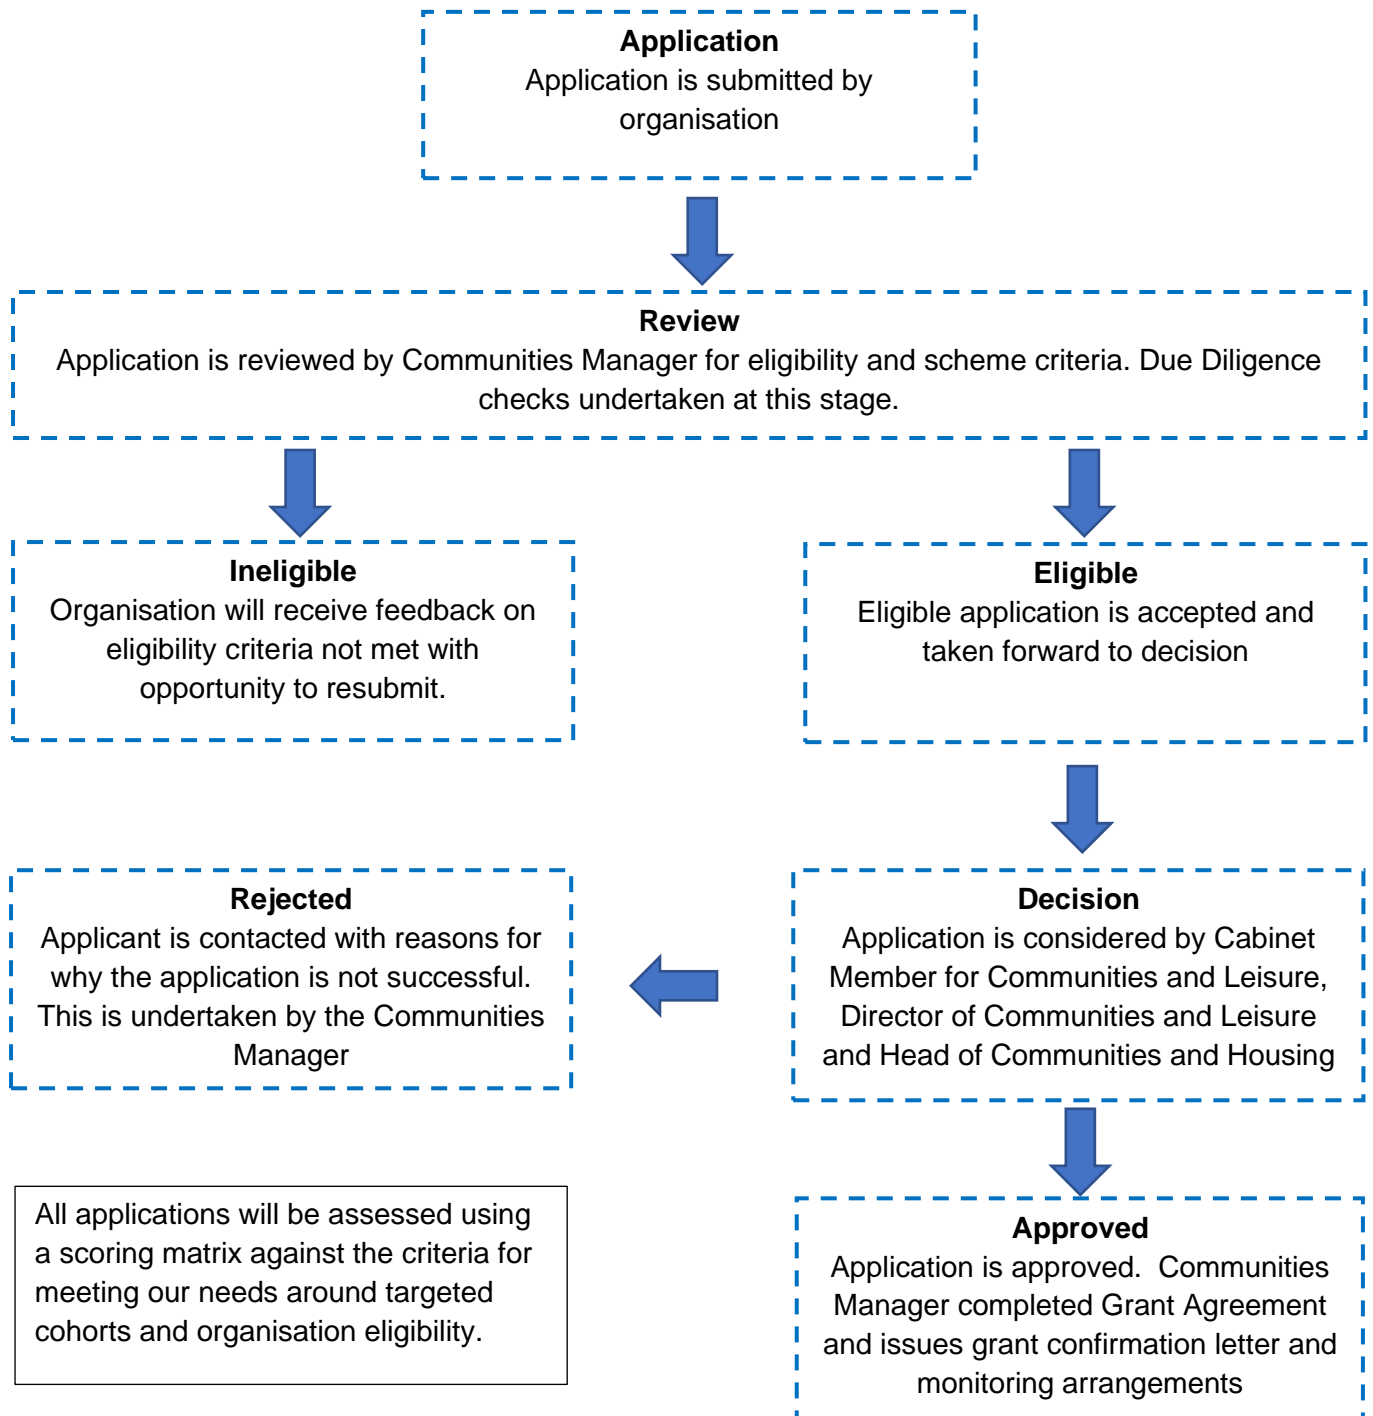 Application
Application is submitted by
organisation
Review
Application is reviewed by Communities Manager for eligibility and scheme criteria. Due Diligence
checks undertaken at this stage.
Ineligible
Organisation will receive feedback on
eligibility criteria not met with
opportunity to resubmit.
Eligible
Eligible application is accepted and
taken forward to decision
Rejected
Applicant is contacted with reasons for
why the application is not successful.
This is undertaken by the Communities
Manager
Decision
Application is considered by Cabinet
Member for Communities and Leisure,
Director of Communities and Leisure
and Head of Communities and Housing
All applications will be assessed using
a scoring matrix against the criteria for
meeting our needs around targeted
cohorts and organisation eligibility.
Approved
Application is approved.  Communities
Manager completed Grant Agreement
and issues grant confirmation letter and
monitoring arrangements